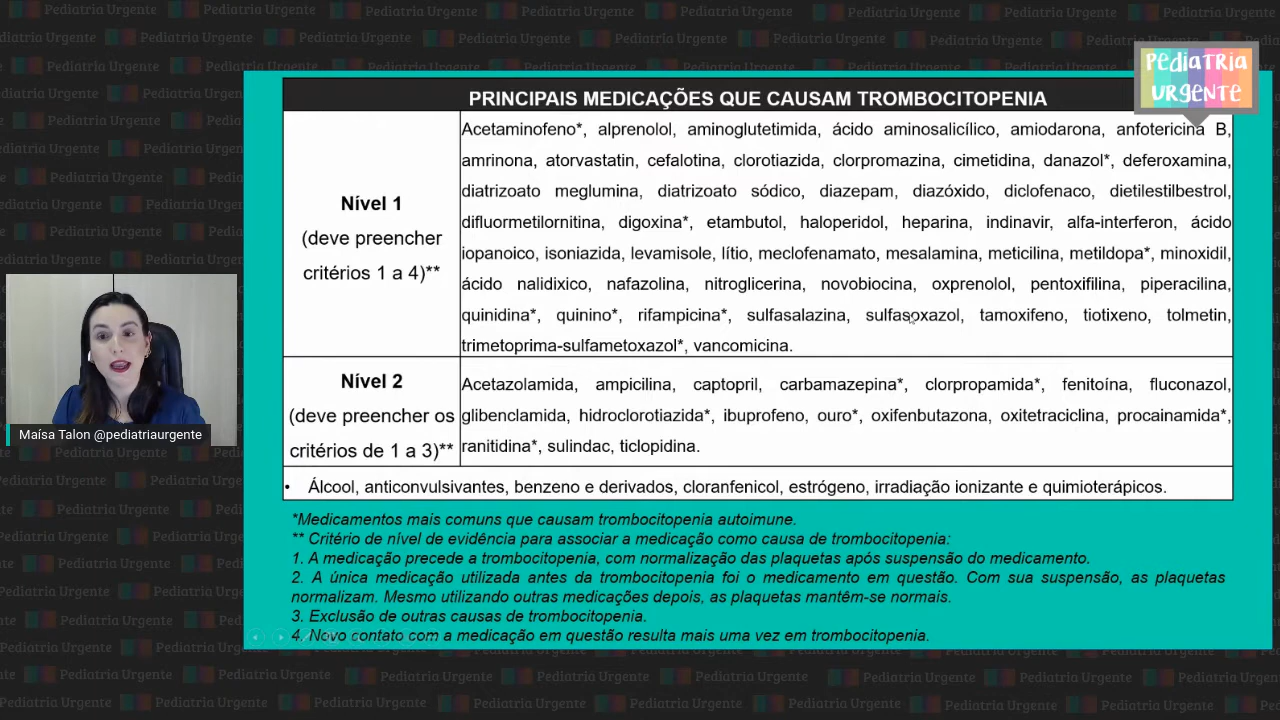 PEDIATRIA
URGENTE
PRINCIPAIS MEDICAÇÕES QUE CAUSAM TROMBOCITOPENIA
Nível 1
(deve preencher
critérios 1 a 4)**
Acetaminofeno*, alprenolol, aminoglutetimida, ácido aminosalicílico, amiodarona, anfotericina B,
amrinona, atorvastatin, cefalotina, clorotiazida, clorpromazina, cimetidina, danazol*, deferoxamina,
diatrizoato meglumina, diatrizoato sódico, diazepam, diazóxido, diclofenaco, dietilestilbestrol,
difluormetilornitina, digoxina*, etambutol, haloperidol, heparina, indinavir, alfa-interferon, ácido
iopanoico, isoniazida, levamisole, lítio, meclofenamato, mesalamina, meticilina, metildopa*, minoxidil,
ácido nalidixico, nafazolina, nitroglicerina, novobiocina, oxprenolol, pentoxifilina, piperacilina,
quinidina*, quinino*, rifampicina*, sulfasalazina, sulfasoxazol, tamoxifeno, tiotixeno, tolmetin,
trimetoprima-sulfametoxazol*, vancomicina.
Nível 2
(deve preencher os
critérios de 1 a 3)**
Acetazolamida, ampicilina, captopril, carbamazepina*, clorpropamida*, fenitoína, fluconazol,
glibenclamida, hidroclorotiazida*, ibuprofeno, ouro*, oxifenbutazona, oxitetraciclina, procainamida*,
ranitidina*, sulindac, ticlopidina.
• Álcool, anticonvulsivantes, benzeno e derivados, cloranfenicol, estrógeno, irradiação ionizante e quimioterápicos.
*Medicamentos mais comuns que causam trombocitopenia autoimune.
** Critério de nível de evidência para associar a medicação como causa de trombocitopenia:
1. A medicação precede a trombocitopenia, com normalização das plaquetas após suspensão do medicamento.
2. A única medicação utilizada antes da trombocitopenia foi o medicamento em questão. Com sua suspensão, as plaquetas
normalizam. Mesmo utilizando outras medicações depois, as plaquetas mantêm-se normais.
3. Exclusão de outras causas de trombocitopenia.
4. Novo contato com a medicação em questão resulta mais uma vez em trombocitopenia.
Maísa Talon @pediatriaurgente